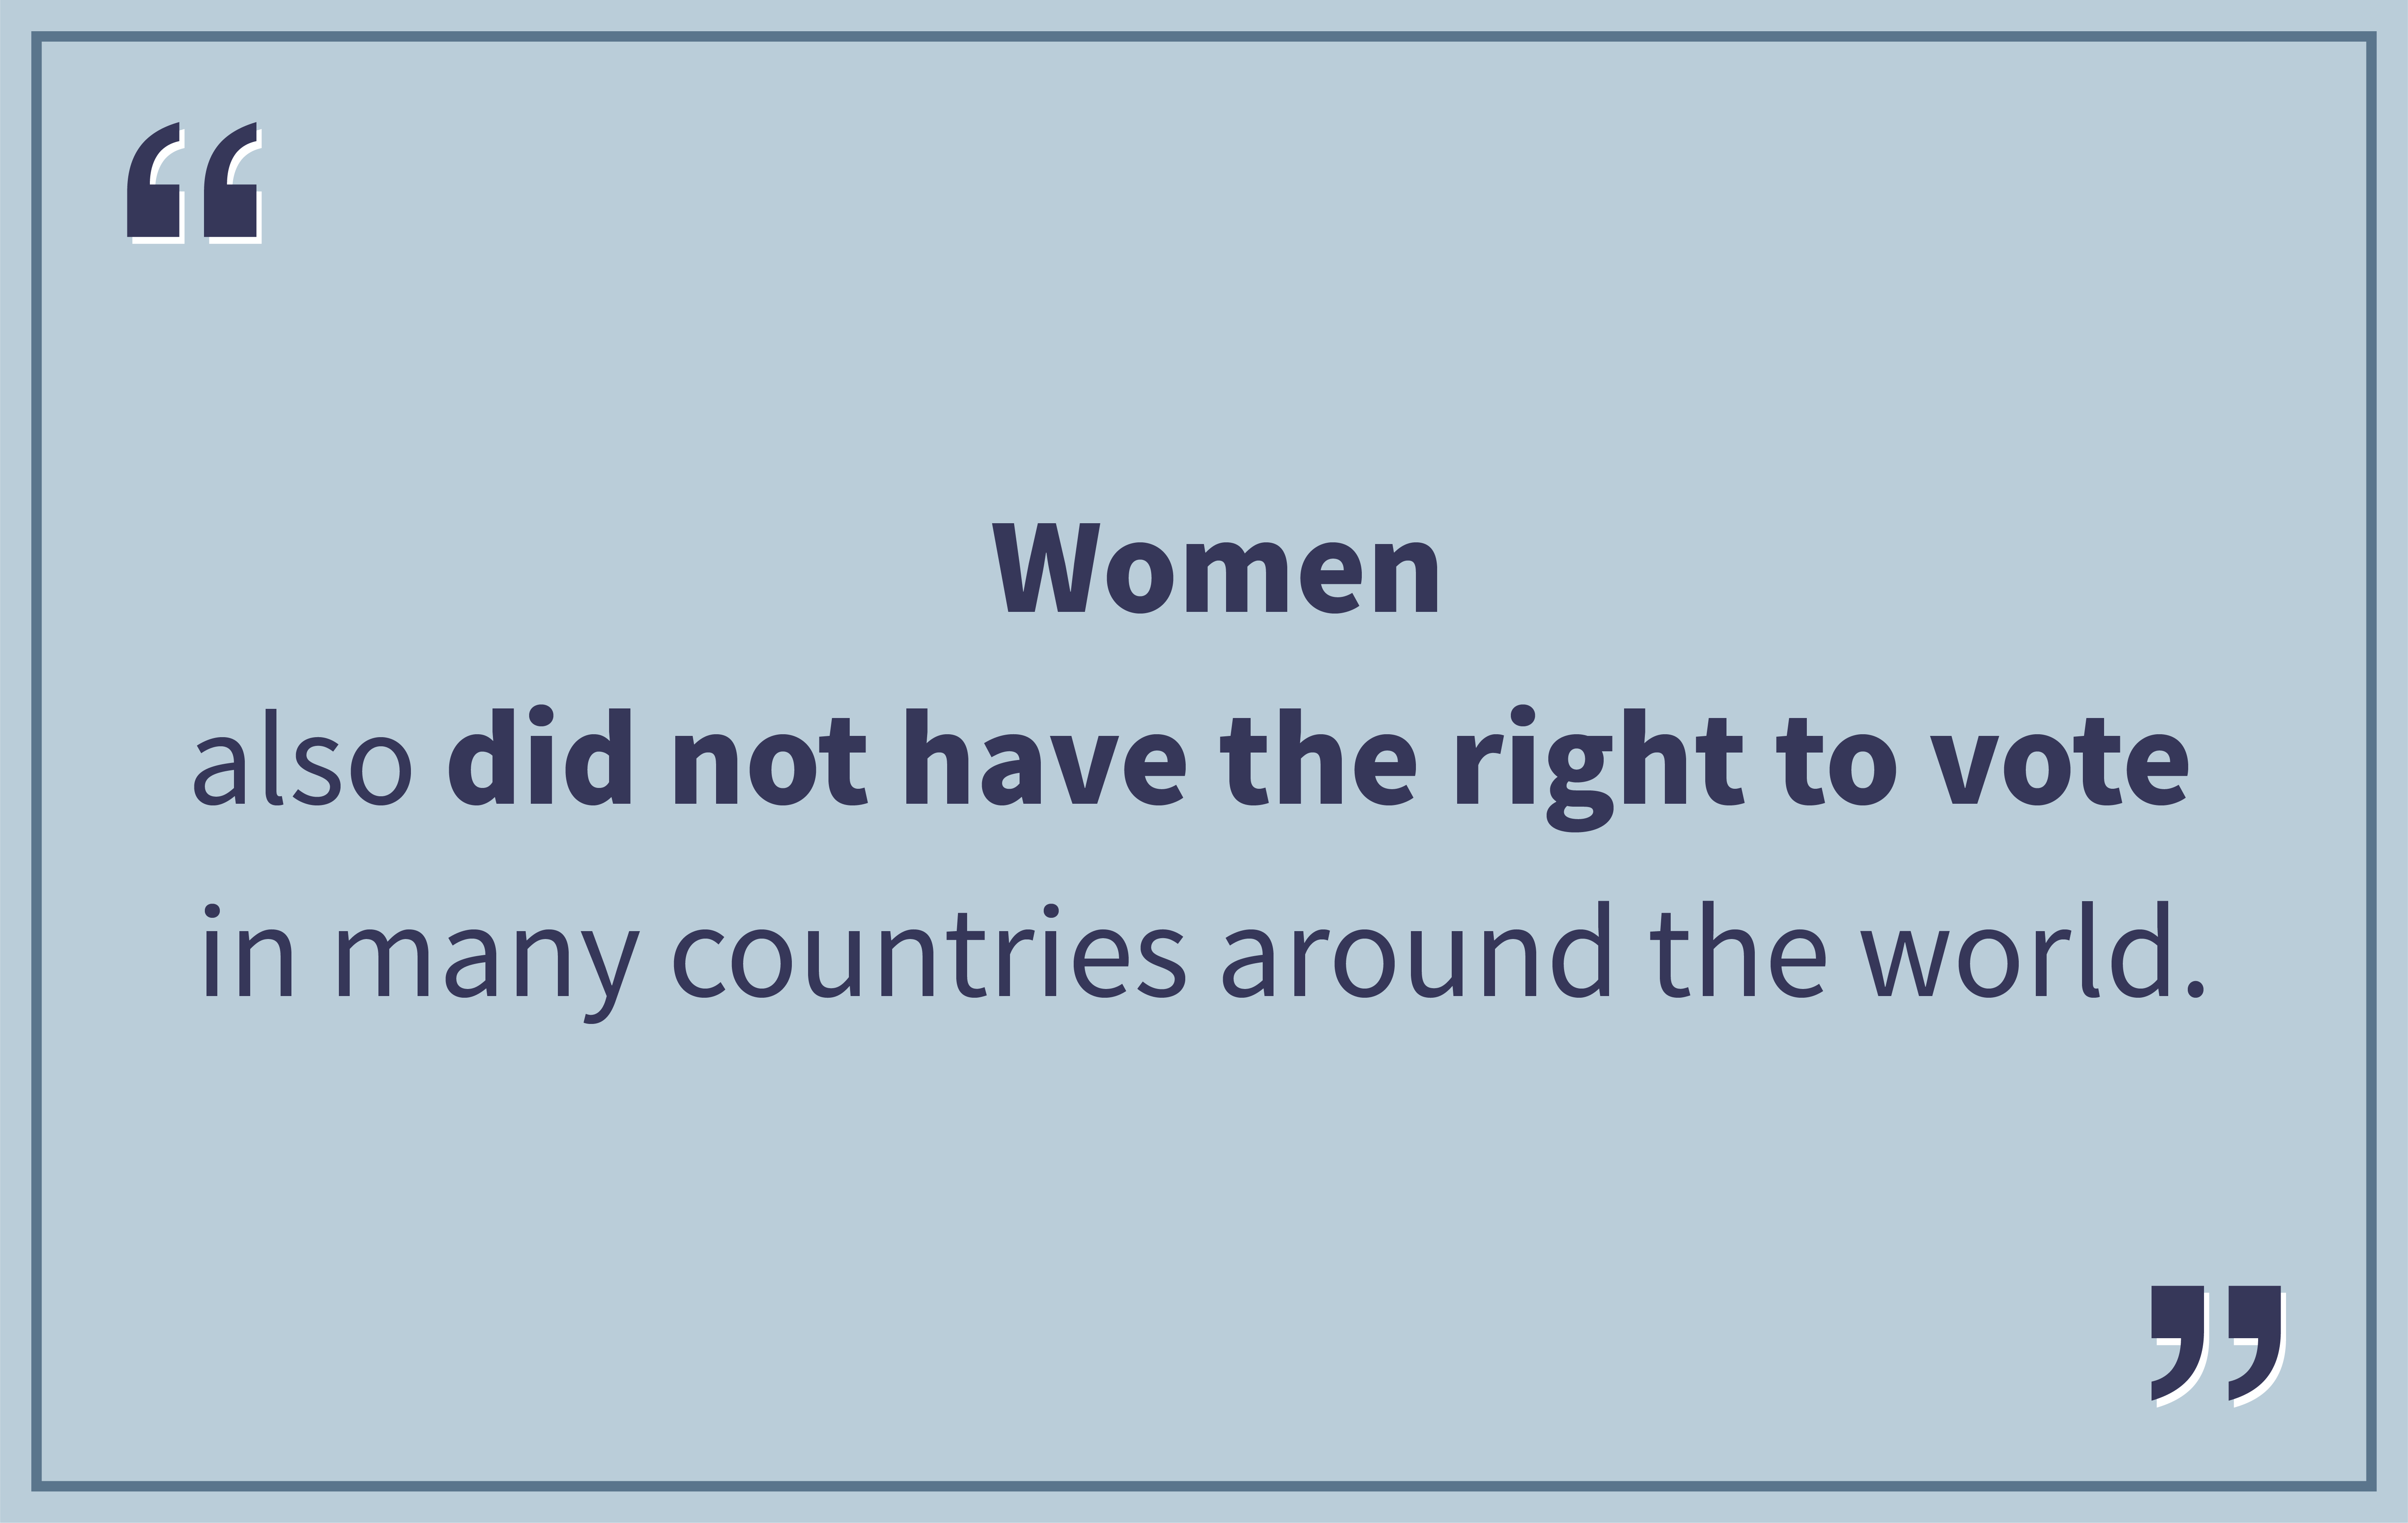 “
Women
also did not have the right to vote
in many countries around the world.
”